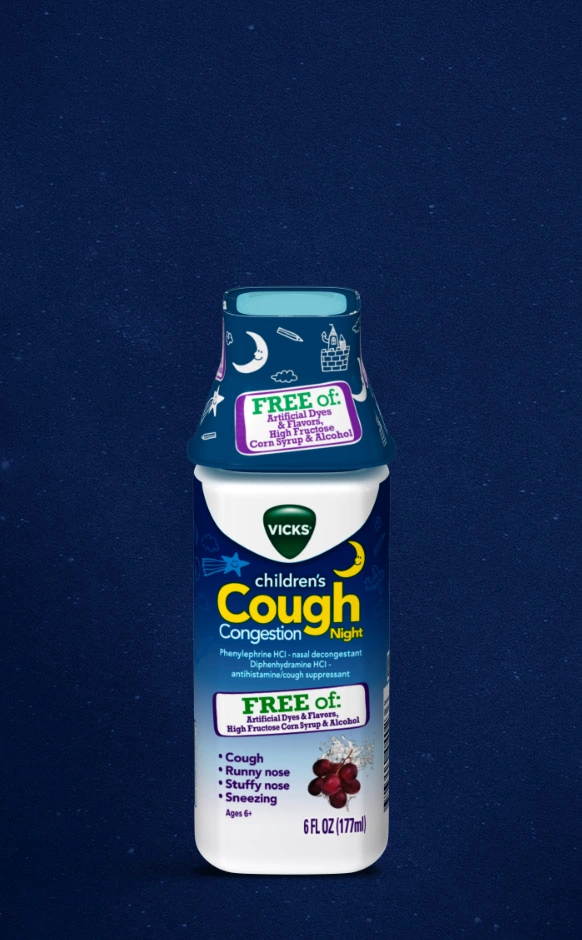 FREE of:
Artificial Dyes
& Flavors,
High Fructose
Corn Syrup & Alcohol
VICKS
children's
Cough
Congestion Night
Phenylephrine HCl - nasal decongestant
Diphenhydramine HCl -
antihistamine/cough suppressant
FREE of:
Artificial Dyes & Flavors,
High Fructose Corn Syrup & Alcohol
• Cough
• Runny nose
• Stuffy nose
• Sneezing
Ages 6+
6 FL OZ (177ml)